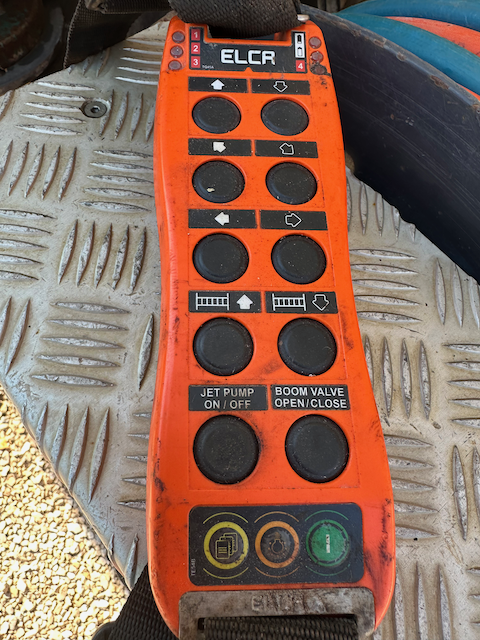 1
2
ELCA
3
4
JET PUMP
ON / OFF
BOOM VALVE
OPEN/CLOSE